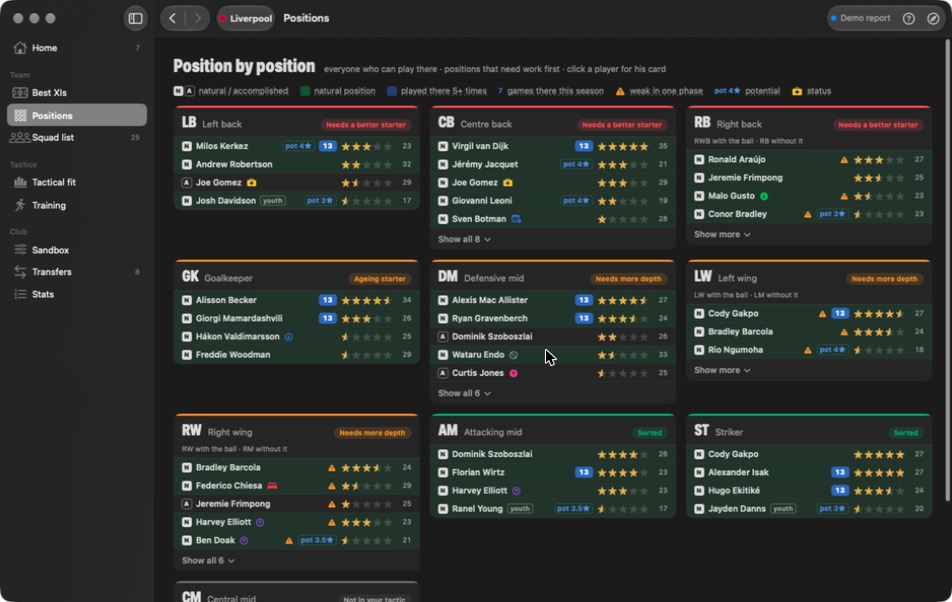 Liverpool Positions Demo report
Home 7
Team
Best XIs
Positions
Squad list 25
Tactics
Tactical fit
Training
Club
Sandbox
Transfers 6
Stats
Position by position everyone who can play there · positions that need work first · click a player for his card
N A natural / accomplished natural position played there 5+ times 7 games there this season weak in one phase pot 4★ potential status
LB Left back Needs a better starter
N Milos Kerkez pot 4★ 13 23
N Andrew Robertson 32
A Joe Gomez 29
N Josh Davidson youth pot 3★ 17
CB Centre back Needs a better starter
N Virgil van Dijk 13 35
N Jérémy Jacquet pot 4★ 21
N Joe Gomez 29
N Giovanni Leoni pot 4★ 19
N Sven Botman 26
Show all 8
RB Right back Needs a better starter
RWB with the ball · RB without it
N Ronald Araújo 27
N Jeremie Frimpong 25
N Malo Gusto 23
N Conor Bradley pot 3★ 23
Show more
GK Goalkeeper Ageing starter
N Alisson Becker 13 34
N Giorgi Mamardashvili 13 26
N Hákon Valdimarsson 25
N Freddie Woodman 29
DM Defensive mid Needs more depth
N Alexis Mac Allister 13 27
N Ryan Gravenberch 13 24
A Dominik Szoboszlai 26
N Wataru Endo 33
A Curtis Jones 25
Show all 6
LW Left wing Needs more depth
LW with the ball · LM without it
N Cody Gakpo 13 27
N Bradley Barcola 24
N Rio Ngumoha pot 4★ 18
Show more
RW Right wing Needs more depth
RW with the ball · RM without it
N Bradley Barcola 24
N Federico Chiesa 29
A Jeremie Frimpong 25
N Harvey Elliott 23
N Ben Doak pot 3.5★ 21
Show all 6
AM Attacking mid Sorted
N Dominik Szoboszlai 26
N Florian Wirtz 13 23
N Harvey Elliott 23
N Ranel Young youth pot 3.5★ 17
ST Striker Sorted
N Cody Gakpo 27
N Alexander Isak 13 27
N Hugo Ekitiké 13 24
N Jayden Danns youth pot 3★ 20
CM Central mid Not in your tactic